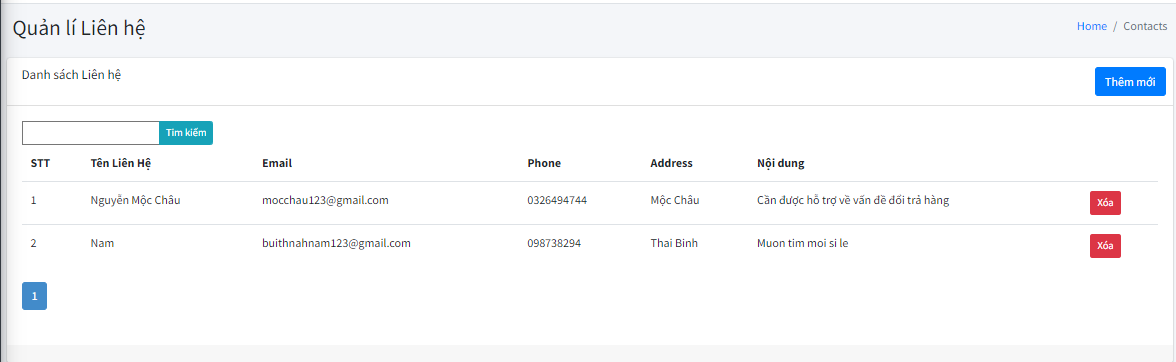 Quản lí Liên hệ
Home / Contacts
Danh sách Liên hệ
Thêm mới
Tìm kiếm
STT Tên Liên Hệ Email Phone Address Nội dung
1 Nguyễn Mộc Châu mocchau123@gmail.com 0326494744 Mộc Châu Cần được hỗ trợ về vấn đề đổi trả hàng Xóa
2 Nam buithnahnam123@gmail.com 098738294 Thai Binh Muon tim moi si le Xóa
1